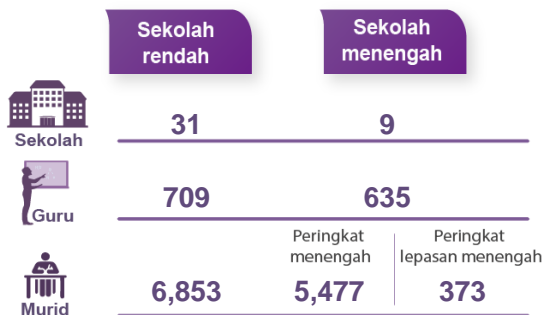 Sekolah
rendah
Sekolah
menengah
Sekolah
31
9
Guru
709
635
Peringkat
menengah
Peringkat
lepasan menengah
Murid
6,853
5,477
373